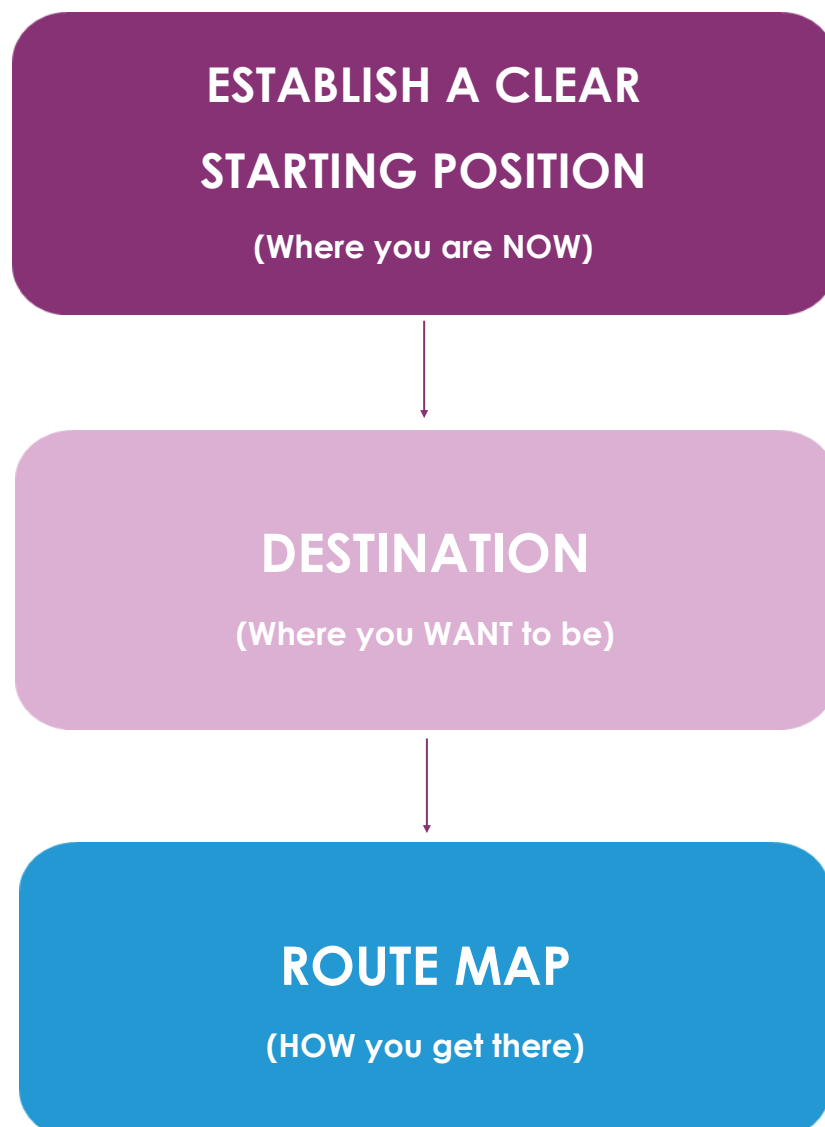 ESTABLISH A CLEAR
STARTING POSITION
(Where you are NOW)
DESTINATION
(Where you WANT to be)
ROUTE MAP
(HOW you get there)